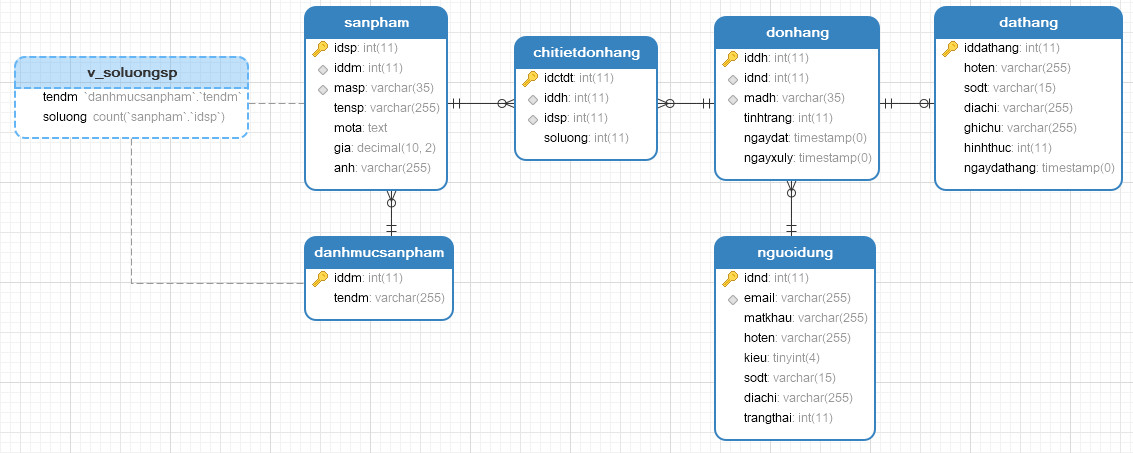 v_soluongsp
tendm `danhmucsanpham`.`tendm`
soluong count(`sanpham`.`idsp`)
sanpham
idsp: int(11)
iddm: int(11)
masp: varchar(35)
tensp: varchar(255)
mota: text
gia: decimal(10, 2)
anh: varchar(255)
chitietdonhang
idctdt: int(11)
iddh: int(11)
idsp: int(11)
soluong: int(11)
donhang
iddh: int(11)
idnd: int(11)
madh: varchar(35)
tinhtrang: int(11)
ngaydat: timestamp(0)
ngayxuly: timestamp(0)
dathang
iddathang: int(11)
hoten: varchar(255)
sodt: varchar(15)
diachi: varchar(255)
ghichu: varchar(255)
hinhthuc: int(11)
ngaydathang: timestamp(0)
danhmucsanpham
iddm: int(11)
tendm: varchar(255)
nguoidung
idnd: int(11)
email: varchar(255)
matkhau: varchar(255)
hoten: varchar(255)
kieu: tinyint(4)
sodt: varchar(15)
diachi: varchar(255)
trangthai: int(11)